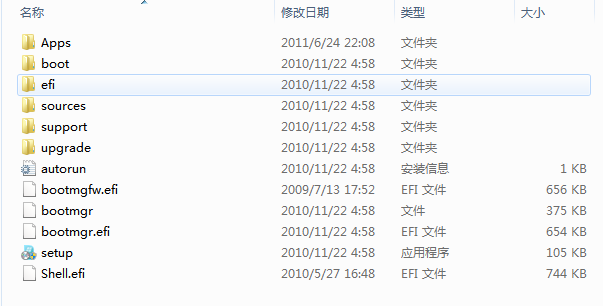 名称 修改日期 类型 大小
Apps 2011/6/24 22:08 文件夹
boot 2010/11/22 4:58 文件夹
efi 2010/11/22 4:58 文件夹
sources 2010/11/22 4:58 文件夹
support 2010/11/22 4:58 文件夹
upgrade 2010/11/22 4:58 文件夹
autorun 2010/11/22 4:58 安装信息 1 KB
bootmgfw.efi 2009/7/13 17:52 EFI 文件 656 KB
bootmgr 2010/11/22 4:58 文件 375 KB
bootmgr.efi 2010/11/22 4:58 EFI 文件 654 KB
setup 2010/11/22 4:58 应用程序 105 KB
Shell.efi 2010/5/27 16:48 EFI 文件 744 KB